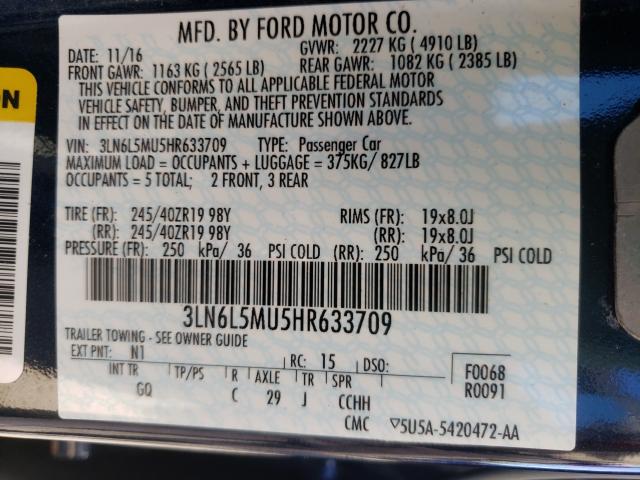 MFD. BY FORD MOTOR CO.
DATE: 11/16 GVWR: 2227 KG ( 4910 LB)
FRONT GAWR: 1163 KG ( 2565 LB) REAR GAWR: 1082 KG ( 2385 LB)
THIS VEHICLE CONFORMS TO ALL APPLICABLE FEDERAL MOTOR
VEHICLE SAFETY, BUMPER, AND THEFT PREVENTION STANDARDS
IN EFFECT ON THE DATE OF MANUFACTURE SHOWN ABOVE.
VIN: 3LN6L5MU5HR633709 TYPE: Passenger Car
MAXIMUM LOAD = OCCUPANTS + LUGGAGE = 375KG/ 827LB
OCCUPANTS = 5 TOTAL; 2 FRONT, 3 REAR
TIRE (FR): 245/40ZR19 98Y RIMS (FR): 19x8.0J
(RR): 245/40ZR19 98Y (RR): 19x8.0J
PRESSURE (FR): 250 kPa/ 36 PSI COLD (RR): 250 kPa/ 36 PSI COLD
3LN6L5MU5HR633709
TRAILER TOWING - SEE OWNER GUIDE
EXT PNT: N1 RC: 15 DSO: F0068
INT TR TP/PS R AXLE TR SPR R0091
GQ C 29 J CCHH
CMC ▽5U5A-5420472-AA